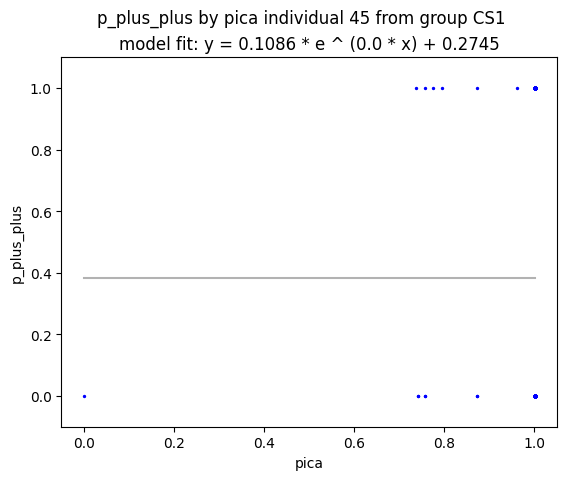 p_plus_plus by pica individual 45 from group CS1
model fit: y = 0.1086 * e ^ (0.0 * x) + 0.2745
1.0
0.8
0.6
0.4
0.2
0.0
p_plus_plus
0.0 0.2 0.4 0.6 0.8 1.0
pica